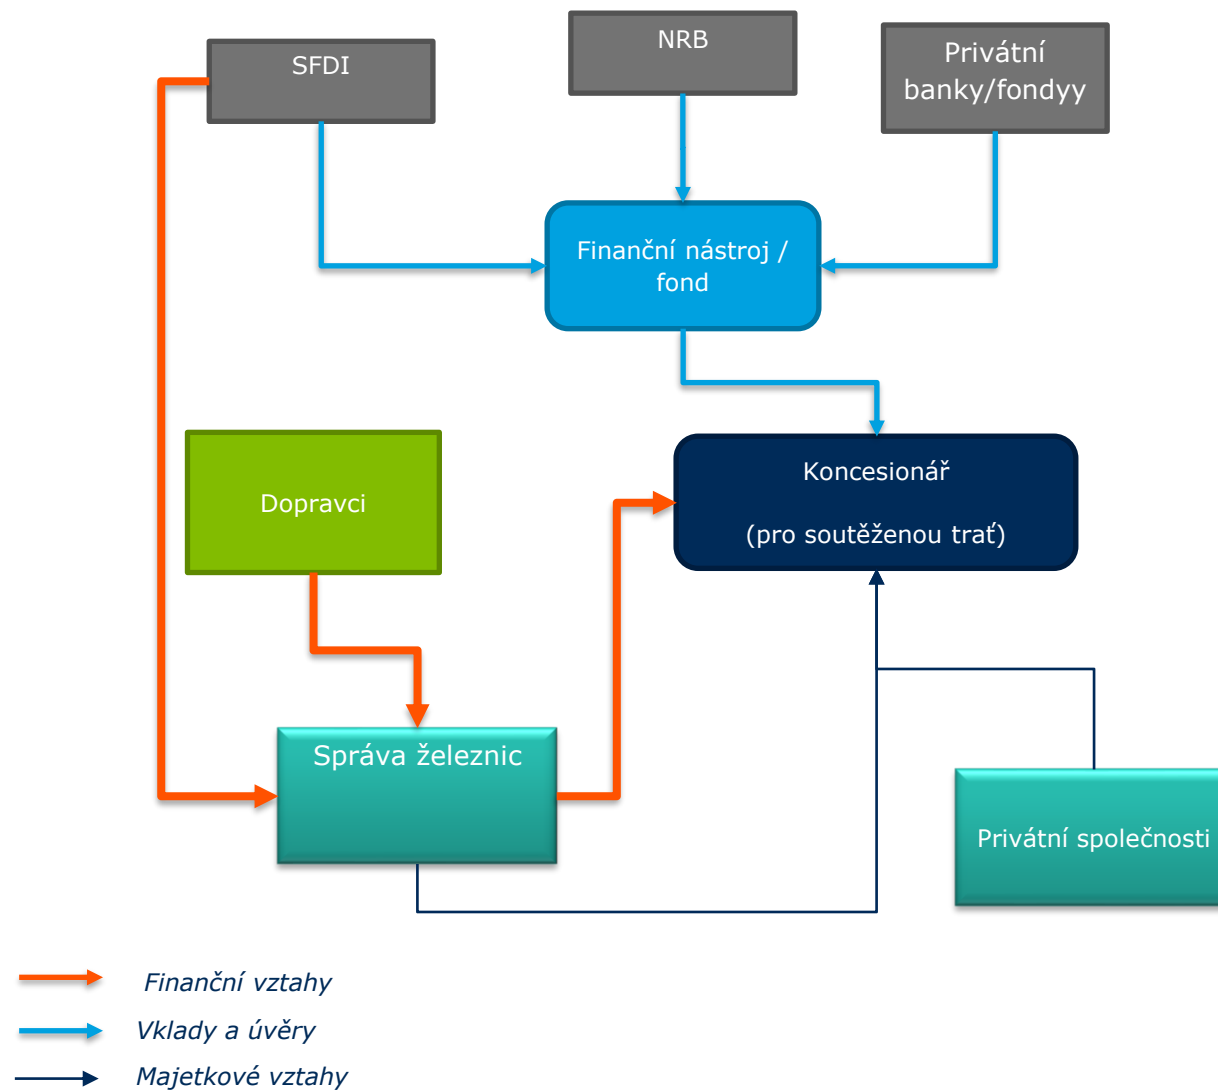 SFDI
NRB
Privátní
banky/fondyy
Finanční nástroj /
fond
Dopravci
Koncesionář
(pro soutěženou trať)
Správa železnic
Privátní společnosti
Finanční vztahy
Vklady a úvěry
Majetkové vztahy